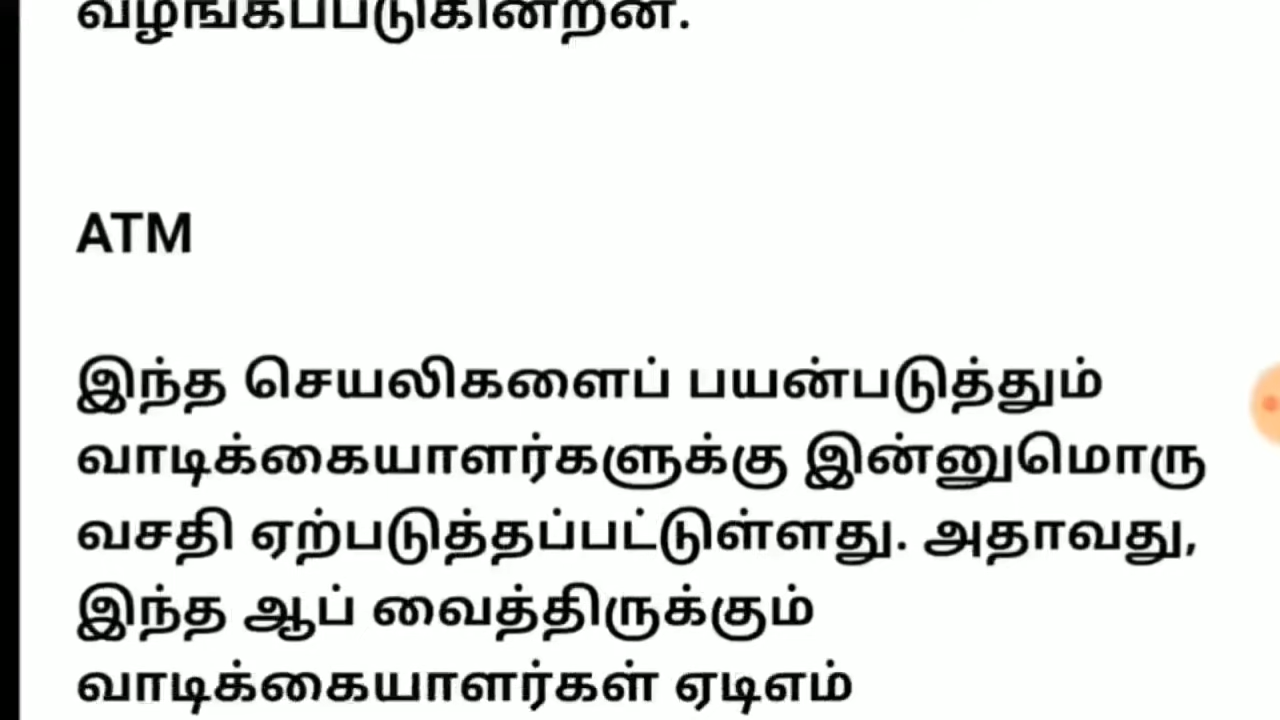 வழங்கப்படுகின்றன.
ATM
இந்த செயலிகளைப் பயன்படுத்தும்
வாடிக்கையாளர்களுக்கு இன்னுமொரு
வசதி ஏற்படுத்தப்பட்டுள்ளது. அதாவது,
இந்த ஆப் வைத்திருக்கும்
வாடிக்கையாளர்கள் ஏடிஎம்